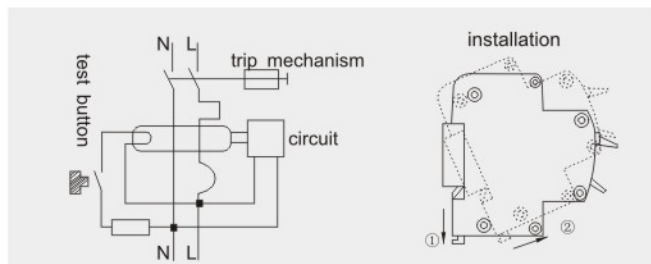 N L
trip mechanism
test button
circuit
N L
installation
①
②